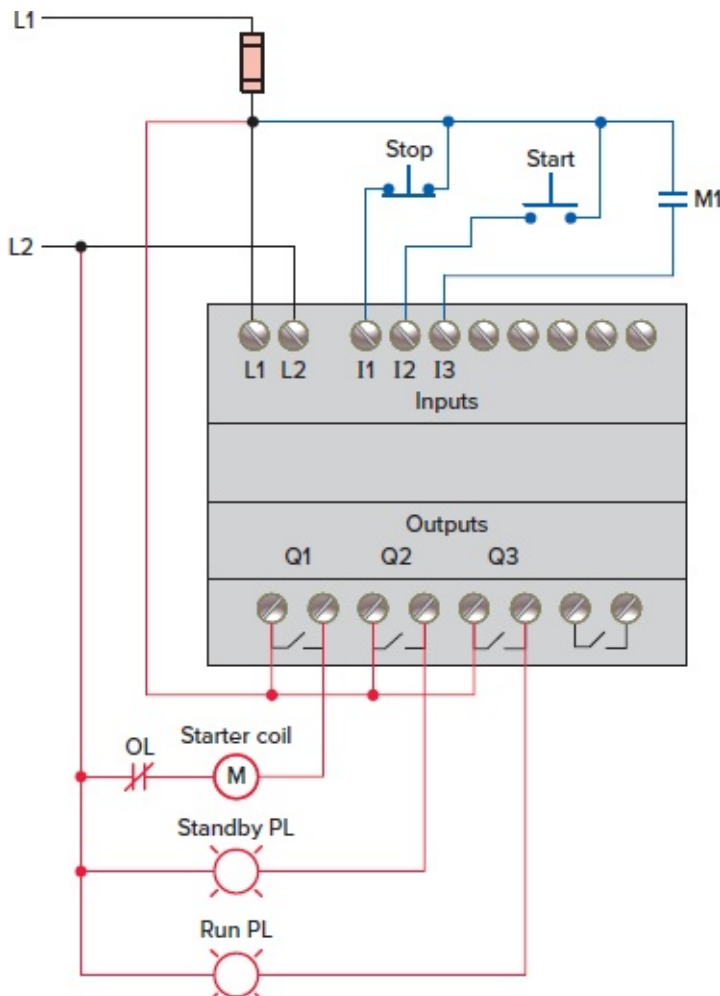 L1
Stop
Start
M1
L2
L1 L2 I1 I2 I3
Inputs
Outputs
Q1 Q2 Q3
Starter coil
OL
M
Standby PL
Run PL